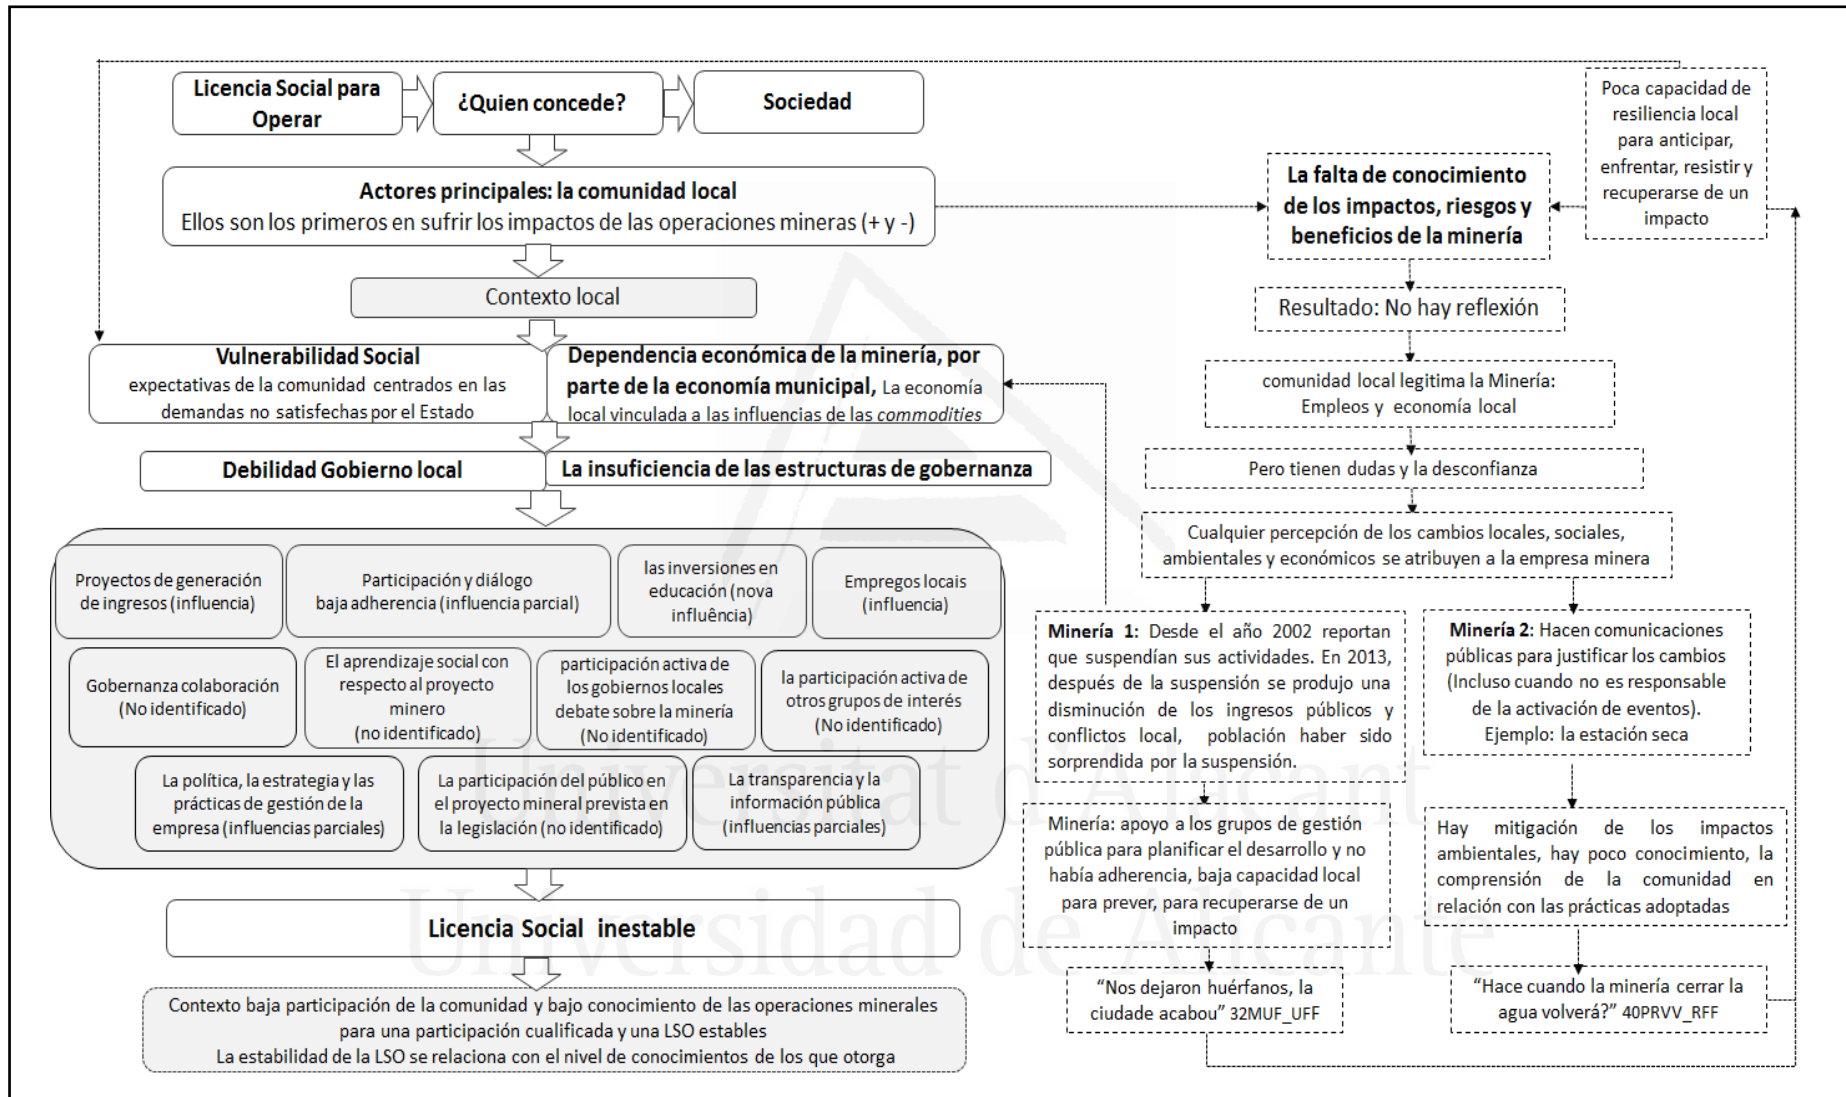 Licencia Social para
Operar
¿Quien concede?
Sociedad
Actores principales: la comunidad local
Ellos son los primeros en sufrir los impactos de las operaciones mineras (+ y -)
Contexto local
Vulnerabilidad Social
expectativas de la comunidad centrados en las
demandas no satisfechas por el Estado
Dependencia económica de la minería, por
parte de la economía municipal, La economía
local vinculada a las influencias de las commodities
Debilidad Gobierno local
La insuficiencia de las estructuras de gobernanza
Proyectos de generación
de ingresos (influencia)
Participación y diálogo
baja adherencia (influencia parcial)
las inversiones en
educación (nova
influência)
Empregos locais
(influencia)
Gobernanza colaboración
(No identificado)
El aprendizaje social con
respecto al proyecto
minero
(no identificado)
participación activa de
los gobiernos locales
debate sobre la minería
(No identificado)
la participación activa de
otros grupos de interés
(No identificado)
La política, la estrategia y las
prácticas de gestión de la
empresa (influencias parciales)
La participación del público en
el proyecto mineral prevista en
la legislación (no identificado)
La transparencia y la
información pública
(influencias parciales)
Licencia Social inestable
Contexto baja participación de la comunidad y bajo conocimiento de las operaciones minerales
para una participación cualificada y una LSO estables
La estabilidad de la LSO se relaciona con el nivel de conocimientos de los que otorga
Poca capacidad de
resiliencia local
para anticipar,
enfrentar, resistir y
recuperarse de un
impacto
La falta de conocimiento
de los impactos, riesgos y
beneficios de la minería
Resultado: No hay reflexión
comunidad local legitima la Minería:
Empleos y economía local
Pero tienen dudas y la desconfianza
Cualquier percepción de los cambios locales, sociales,
ambientales y económicos se atribuyen a la empresa minera
Minería 1: Desde el año 2002 reportan
que suspendían sus actividades. En 2013,
después de la suspensión se produjo una
disminución de los ingresos públicos y
conflictos local, población haber sido
sorprendida por la suspensión.
Minería 2: Hacen comunicaciones
públicas para justificar los cambios
(Incluso cuando no es responsable
de la activación de eventos).
Ejemplo: la estación seca
Minería: apoyo a los grupos de gestión
pública para planificar el desarrollo y no
había adherencia, baja capacidad local
para prever, para recuperarse de un
impacto
Hay mitigación de los impactos
ambientales, hay poco conocimiento, la
comprensión de la comunidad en
relación con las prácticas adoptadas
"Nos dejaron huérfanos, la
ciudade acabou" 32MUF_UFF
"Hace cuando la minería cerrar la
agua volverá?" 40PRVV_RFF
Universitat d'Alacant
Universidad de Alicante